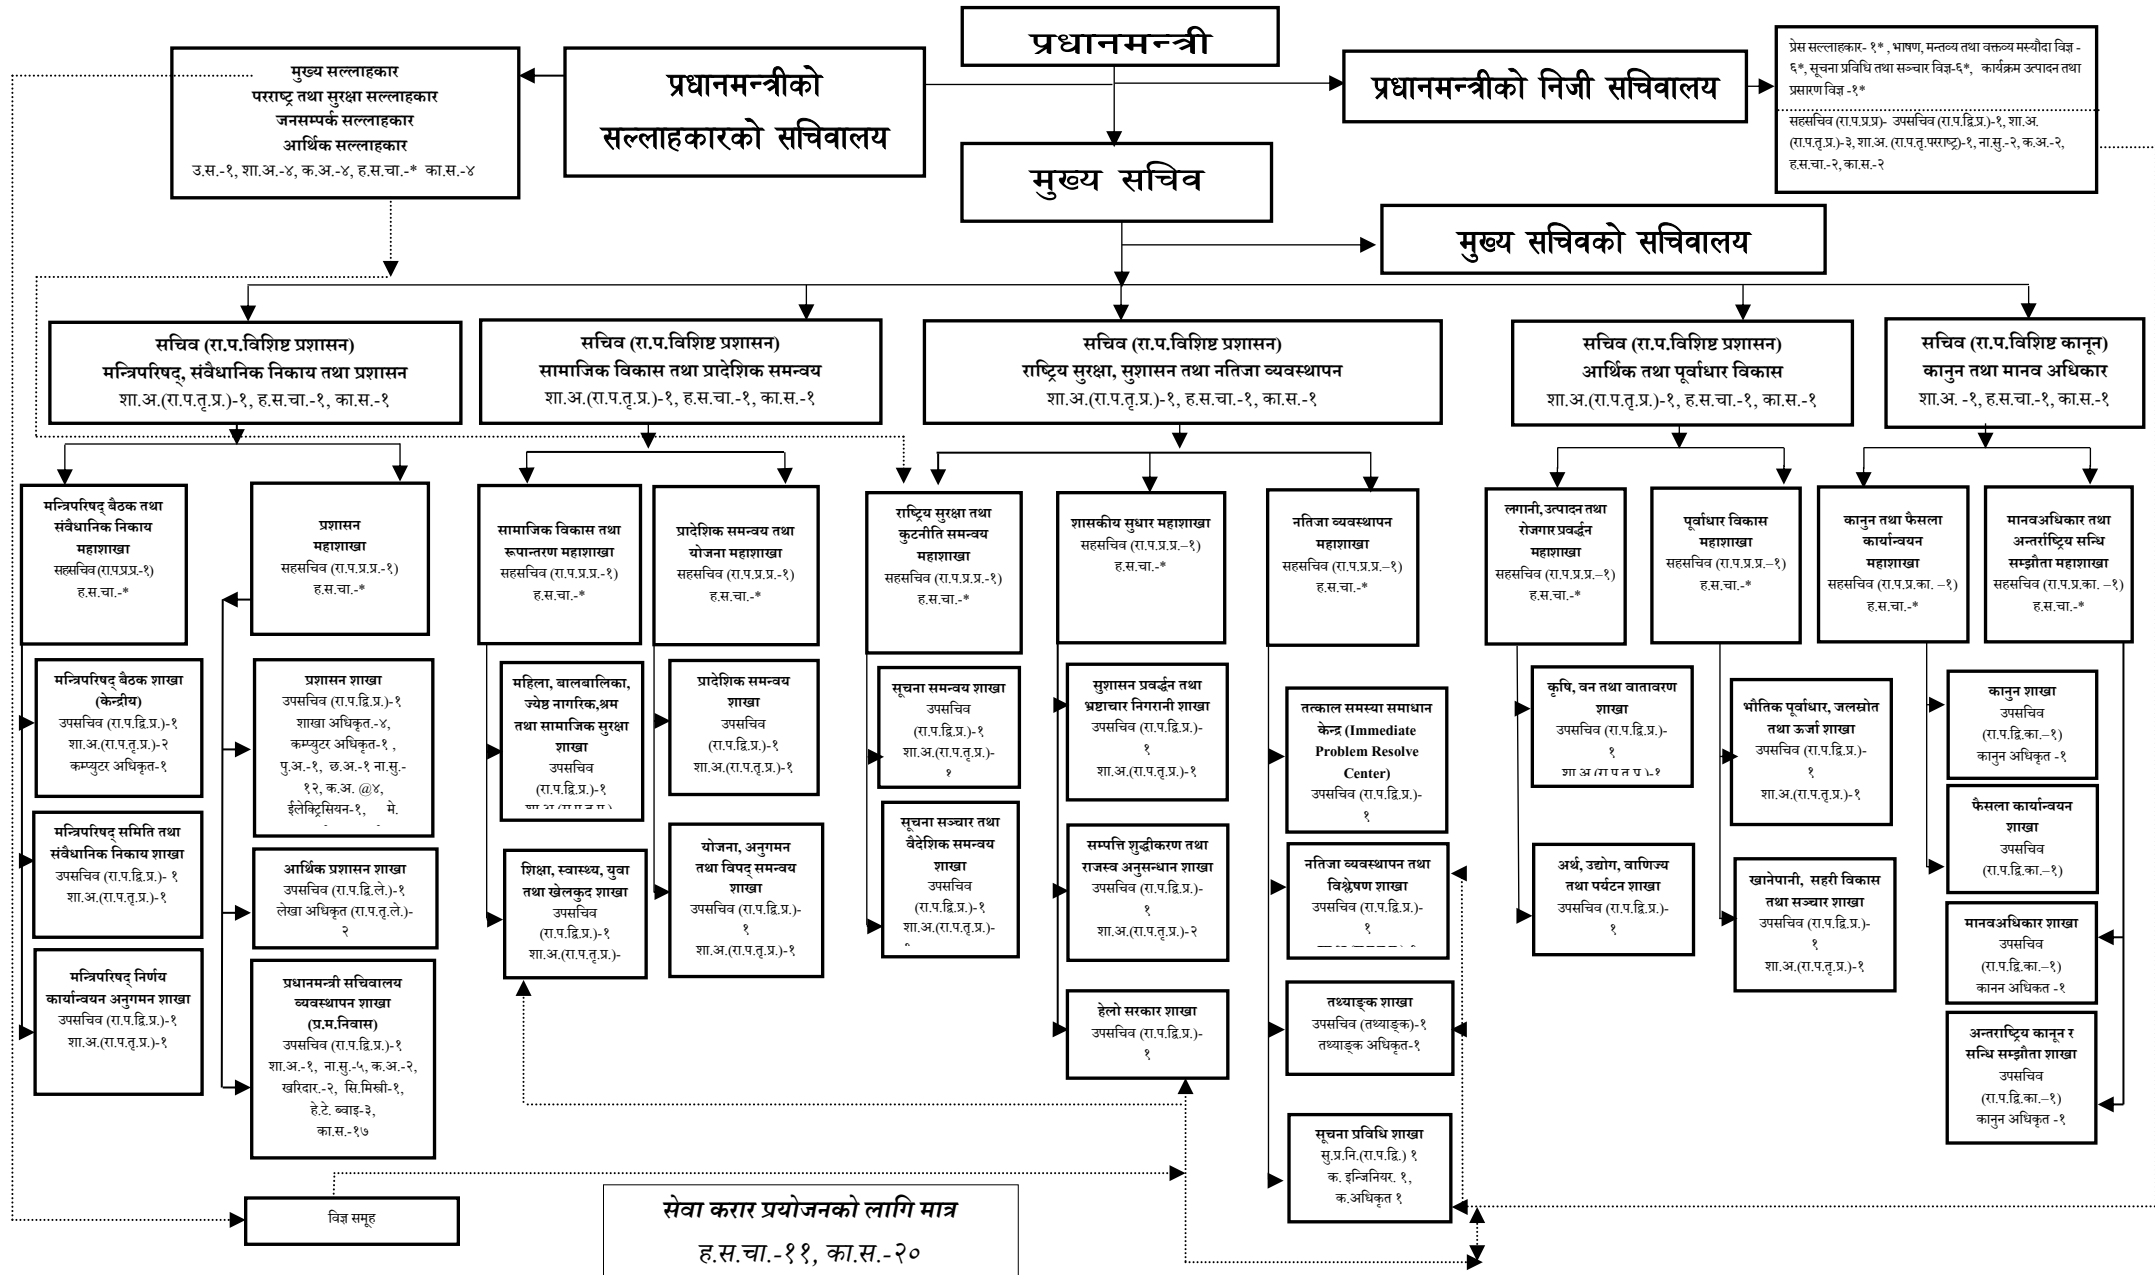 प्रधानमन्त्री
मुख्य सल्लाहकार
परराष्ट्र तथा सुरक्षा सल्लाहकार
जनसम्पर्क सल्लाहकार
आर्थिक सल्लाहकार
उ.स.-१, शा.अ.-४, क.अ.-४, ह.स.चा.-* का.स.-४
प्रधानमन्त्रीको
सल्लाहकारको सचिवालय
प्रधानमन्त्रीको निजी सचिवालय
प्रेस सल्लाहकार- १* , भाषण, मन्तव्य तथा वक्तव्य मस्यौदा विज्ञ -
६*, सूचना प्रविधि तथा सञ्चार विज्ञ-६*, कार्यक्रम उत्पादन तथा
प्रसारण विज्ञ -१*
सहसचिव (रा.प.प्र.प्र)- उपसचिव (रा.प.द्वि.प्र.)-१, शा.अ.
(रा.प.तृ.प्र.)-३, शा.अ. (रा.प.तृ.परराष्ट्र)-१, ना.सु.-२, क.अ.-२,
ह.स.चा.-२, का.स.-२
मुख्य सचिव
मुख्य सचिवको सचिवालय
सचिव (रा.प.विशिष्ट प्रशासन)
मन्त्रिपरिषद्, संवैधानिक निकाय तथा प्रशासन
शा.अ.(रा.प.तृ.प्र.)-१, ह.स.चा.-१, का.स.-१
सचिव (रा.प.विशिष्ट प्रशासन)
सामाजिक विकास तथा प्रादेशिक समन्वय
शा.अ.(रा.प.तृ.प्र.)-१, ह.स.चा.-१, का.स.-१
सचिव (रा.प.विशिष्ट प्रशासन)
राष्ट्रिय सुरक्षा, सुशासन तथा नतिजा व्यवस्थापन
शा.अ.(रा.प.तृ.प्र.)-१, ह.स.चा.-१, का.स.-१
सचिव (रा.प.विशिष्ट प्रशासन)
आर्थिक तथा पूर्वाधार विकास
शा.अ.(रा.प.तृ.प्र.)-१, ह.स.चा.-१, का.स.-१
सचिव (रा.प.विशिष्ट कानून)
कानुन तथा मानव अधिकार
शा.अ. -१, ह.स.चा.-१, का.स.-१
मन्त्रिपरिषद् बैठक तथा
संवैधानिक निकाय
महाशाखा
सहसचिव (रा.प.प्र.प्र.-१)
ह.स.चा.-*
प्रशासन
महाशाखा
सहसचिव (रा.प.प्र.प्र.-१)
ह.स.चा.-*
सामाजिक विकास तथा
रूपान्तरण महाशाखा
सहसचिव (रा.प.प्र.प्र.-१)
ह.स.चा.-*
प्रादेशिक समन्वय तथा
योजना महाशाखा
सहसचिव (रा.प.प्र.प्र.-१)
ह.स.चा.-*
राष्ट्रिय सुरक्षा तथा
कुटनीति समन्वय
महाशाखा
सहसचिव (रा.प.प्र.प्र.-१)
ह.स.चा.-*
शासकीय सुधार महाशाखा
सहसचिव (रा.प.प्र.प्र.–१)
ह.स.चा.-*
नतिजा व्यवस्थापन
महाशाखा
सहसचिव (रा.प.प्र.प्र.–१)
ह.स.चा.-*
लगानी, उत्पादन तथा
रोजगार प्रवर्द्धन
महाशाखा
सहसचिव (रा.प.प्र.प्र.–१)
ह.स.चा.-*
पूर्वाधार विकास
महाशाखा
सहसचिव (रा.प.प्र.प्र.–१)
ह.स.चा.-*
कानुन तथा फैसला
कार्यान्वयन
महाशाखा
सहसचिव (रा.प.प्र.का. –१)
ह.स.चा.-*
मानवअधिकार तथा
अन्तर्राष्ट्रिय सन्धि
सम्झौता महाशाखा
सहसचिव (रा.प.प्र.का. –१)
ह.स.चा.-*
मन्त्रिपरिषद् बैठक शाखा
(केन्द्रीय)
उपसचिव (रा.प.द्वि.प्र.)-१
शा.अ.(रा.प.तृ.प्र.)-२
कम्प्युटर अधिकृत-१
मन्त्रिपरिषद् समिति तथा
संवैधानिक निकाय शाखा
उपसचिव (रा.प.द्वि.प्र.)- १
शा.अ.(रा.प.तृ.प्र.)-१
मन्त्रिपरिषद् निर्णय
कार्यान्वयन अनुगमन शाखा
उपसचिव (रा.प.द्वि.प्र.)-१
शा.अ.(रा.प.तृ.प्र.)-१
प्रशासन शाखा
उपसचिव (रा.प.द्वि.प्र.)-१
शाखा अधिकृत.-४,
कम्प्युटर अधिकृत-१ ,
पु.अ.-१, छ.अ.-१ ना.सु.-
१२, क.अ. @४,
ईलेक्ट्रिसियन-१, मे.
आर्थिक प्रशासन शाखा
उपसचिव (रा.प.द्वि.ले.)-१
लेखा अधिकृत (रा.प.तृ.ले.)-
२
प्रधानमन्त्री सचिवालय
व्यवस्थापन शाखा
(प्र.म.निवास)
उपसचिव (रा.प.द्वि.प्र.)-१
शा.अ.-१, ना.सु.-५, क.अ.-२,
खरिदार.-२, सि.मिस्त्री-१,
हे.टे. ब्वाइ-३,
का.स.-१७
महिला, बालबालिका,
ज्येष्ठ नागरिक,श्रम
तथा सामाजिक सुरक्षा
शाखा
उपसचिव
(रा.प.द्वि.प्र.)-१
शा.अ.(रा.प.तृ.प्र.)
शिक्षा, स्वास्थ्य, युवा
तथा खेलकुद शाखा
उपसचिव
(रा.प.द्वि.प्र.)-१
शा.अ.(रा.प.तृ.प्र.)-
प्रादेशिक समन्वय
शाखा
उपसचिव
(रा.प.द्वि.प्र.)-१
शा.अ.(रा.प.तृ.प्र.)-१
योजना, अनुगमन
तथा विपद् समन्वय
शाखा
उपसचिव (रा.प.द्वि.प्र.)-
१
शा.अ.(रा.प.तृ.प्र.)-१
सूचना समन्वय शाखा
उपसचिव
(रा.प.द्वि.प्र.)-१
शा.अ.(रा.प.तृ.प्र.)-
१
सूचना सञ्चार तथा
वैदेशिक समन्वय
शाखा
उपसचिव
(रा.प.द्वि.प्र.)-१
शा.अ.(रा.प.तृ.प्र.)-
सुशासन प्रवर्द्धन तथा
भ्रष्टाचार निगरानी शाखा
उपसचिव (रा.प.द्वि.प्र.)-
१
शा.अ.(रा.प.तृ.प्र.)-१
सम्पत्ति शुद्धीकरण तथा
राजस्व अनुसन्धान शाखा
उपसचिव (रा.प.द्वि.प्र.)-
१
शा.अ.(रा.प.तृ.प्र.)-२
हेलो सरकार शाखा
उपसचिव (रा.प.द्वि.प्र.)-
१
तत्काल समस्या समाधान
केन्द्र (Immediate
Problem Resolve
Center)
उपसचिव (रा.प.द्वि.प्र.)-
१
नतिजा व्यवस्थापन तथा
विश्लेषण शाखा
उपसचिव (रा.प.द्वि.प्र.)-
१
तथ्याङ्क शाखा
उपसचिव (तथ्याङ्क)-१
तथ्याङ्क अधिकृत-१
सूचना प्रविधि शाखा
सु.प्र.नि.(रा.प.द्वि.) १
क. इन्जिनियर. १,
क.अधिकृत १
कृषि, वन तथा वातावरण
शाखा
उपसचिव (रा.प.द्वि.प्र.)-
१
शा.अ.(रा.प.तृ.प्र.)-१
अर्थ, उद्योग, वाणिज्य
तथा पर्यटन शाखा
उपसचिव (रा.प.द्वि.प्र.)-
१
भौतिक पूर्वाधार, जलस्रोत
तथा ऊर्जा शाखा
उपसचिव (रा.प.द्वि.प्र.)-
१
शा.अ.(रा.प.तृ.प्र.)-१
खानेपानी, सहरी विकास
तथा सञ्चार शाखा
उपसचिव (रा.प.द्वि.प्र.)-
१
शा.अ.(रा.प.तृ.प्र.)-१
कानुन शाखा
उपसचिव
(रा.प.द्वि.का.–१)
कानुन अधिकृत -१
फैसला कार्यान्वयन
शाखा
उपसचिव
(रा.प.द्वि.का.–१)
मानवअधिकार शाखा
उपसचिव
(रा.प.द्वि.का.–१)
कानुन अधिकृत -१
अन्तराष्ट्रिय कानून र
सन्धि सम्झौता शाखा
उपसचिव
(रा.प.द्वि.का.–१)
कानुन अधिकृत -१
विज्ञ समूह
सेवा करार प्रयोजनको लागि मात्र
ह.स.चा.-११, का.स.-२०